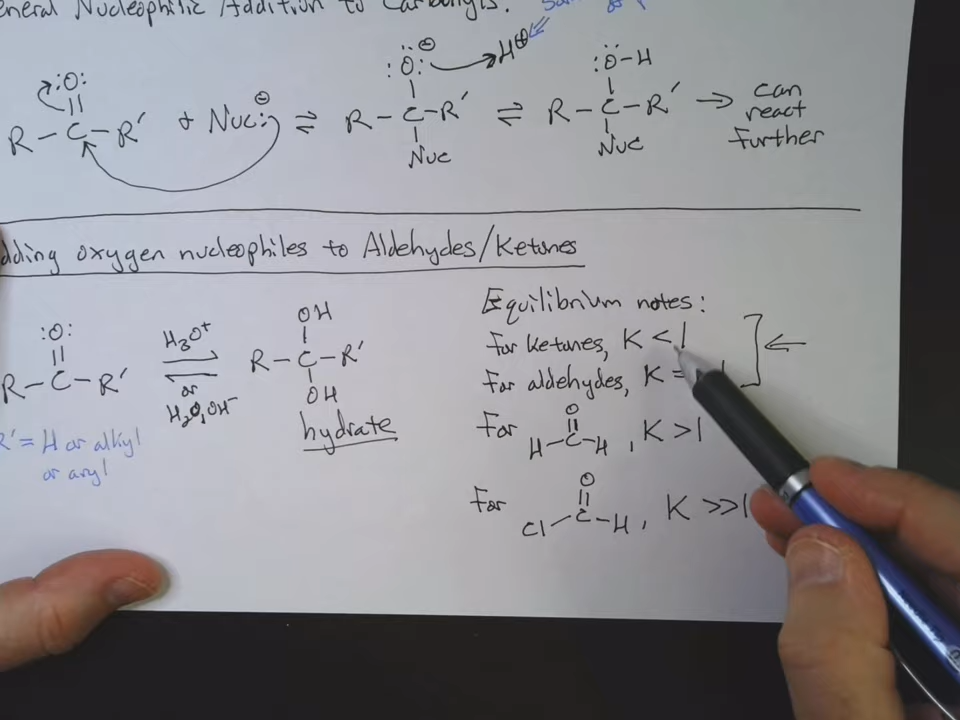 eneral Nucleophilic Addition to Carbonyls:
:O: ⊖ :Ö: → H⊕ :Ö-H
R-C-R' + Nuc:⊖ ⇌ R-C-R' ⇌ R-C-R' → can react further
Nuc Nuc
dding oxygen nucleophiles to Aldehydes/Ketones
:O:
R-C-R'
H₃O⁺
or
H₂O, OH⁻
OH
R-C-R'
OH
hydrate
R' = H or alkyl
or aryl
Equilibrium notes:
For ketones, K < 1
For aldehydes, K =
For H-C-H, K > 1
O
For Cl-C-H, K >> 1
O